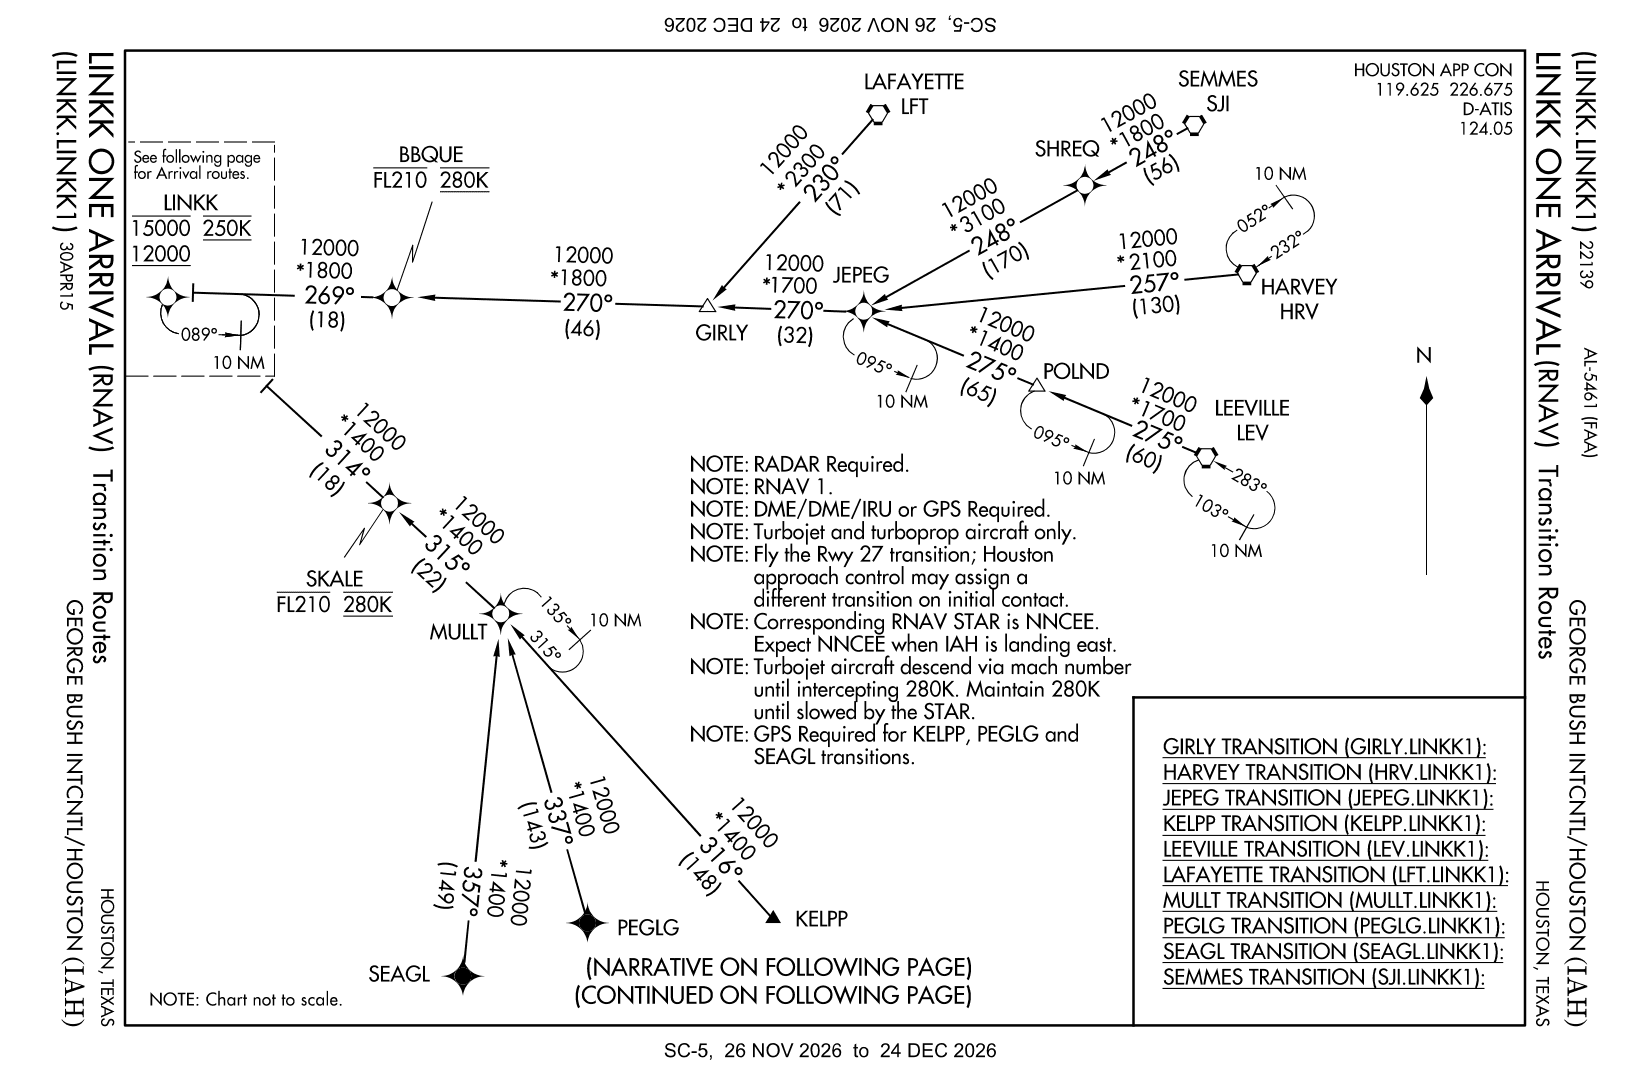 SC-5, 26 NOV 2026 to 24 DEC 2026
(LINKK.LINKK1) 30APR15
LINKK ONE ARRIVAL (RNAV) Transition Routes
GEORGE BUSH INTCNTL/HOUSTON (IAH)
HOUSTON, TEXAS
(LINKK.LINKK1) 22139
AL-5461 (FAA)
LINKK ONE ARRIVAL (RNAV) Transition Routes
GEORGE BUSH INTCNTL/HOUSTON (IAH)
HOUSTON, TEXAS
HOUSTON APP CON
119.625 226.675
D-ATIS
124.05
LAFAYETTE
LFT
SEMMES
SJI
12000
*1800
248°
(56)
SHREQ
12000
*2300
230°
(71)
12000
*3100
248°
(170)
10 NM
052°
232°
HARVEY
HRV
12000
*2100
257°
(130)
See following page
for Arrival routes.
LINKK
15000 250K
12000
089°
10 NM
BBQUE
FL210 280K
12000
*1800
269°
(18)
12000
*1800
270°
(46)
GIRLY
12000
*1700
270°
(32)
JEPEG
095°
10 NM
12000
*1400
275°
(65)
POLND
095°
10 NM
12000
*1700
275°
(60)
LEEVILLE
LEV
283°
103°
10 NM
N
12000
*1400
314°
(18)
SKALE
FL210 280K
12000
*1400
315°
(22)
MULLT
135°
315°
10 NM
NOTE: RADAR Required.
NOTE: RNAV 1.
NOTE: DME/DME/IRU or GPS Required.
NOTE: Turbojet and turboprop aircraft only.
NOTE: Fly the Rwy 27 transition; Houston
approach control may assign a
different transition on initial contact.
NOTE: Corresponding RNAV STAR is NNCEE.
Expect NNCEE when IAH is landing east.
NOTE: Turbojet aircraft descend via mach number
until intercepting 280K. Maintain 280K
until slowed by the STAR.
NOTE: GPS Required for KELPP, PEGLG and
SEAGL transitions.
12000
*1400
357°
(149)
SEAGL
12000
*1400
337°
(143)
PEGLG
12000
*1400
316°
(148)
KELPP
(NARRATIVE ON FOLLOWING PAGE)
(CONTINUED ON FOLLOWING PAGE)
NOTE: Chart not to scale.
GIRLY TRANSITION (GIRLY.LINKK1):
HARVEY TRANSITION (HRV.LINKK1):
JEPEG TRANSITION (JEPEG.LINKK1):
KELPP TRANSITION (KELPP.LINKK1):
LEEVILLE TRANSITION (LEV.LINKK1):
LAFAYETTE TRANSITION (LFT.LINKK1):
MULLT TRANSITION (MULLT.LINKK1):
PEGLG TRANSITION (PEGLG.LINKK1):
SEAGL TRANSITION (SEAGL.LINKK1):
SEMMES TRANSITION (SJI.LINKK1):
SC-5, 26 NOV 2026 to 24 DEC 2026